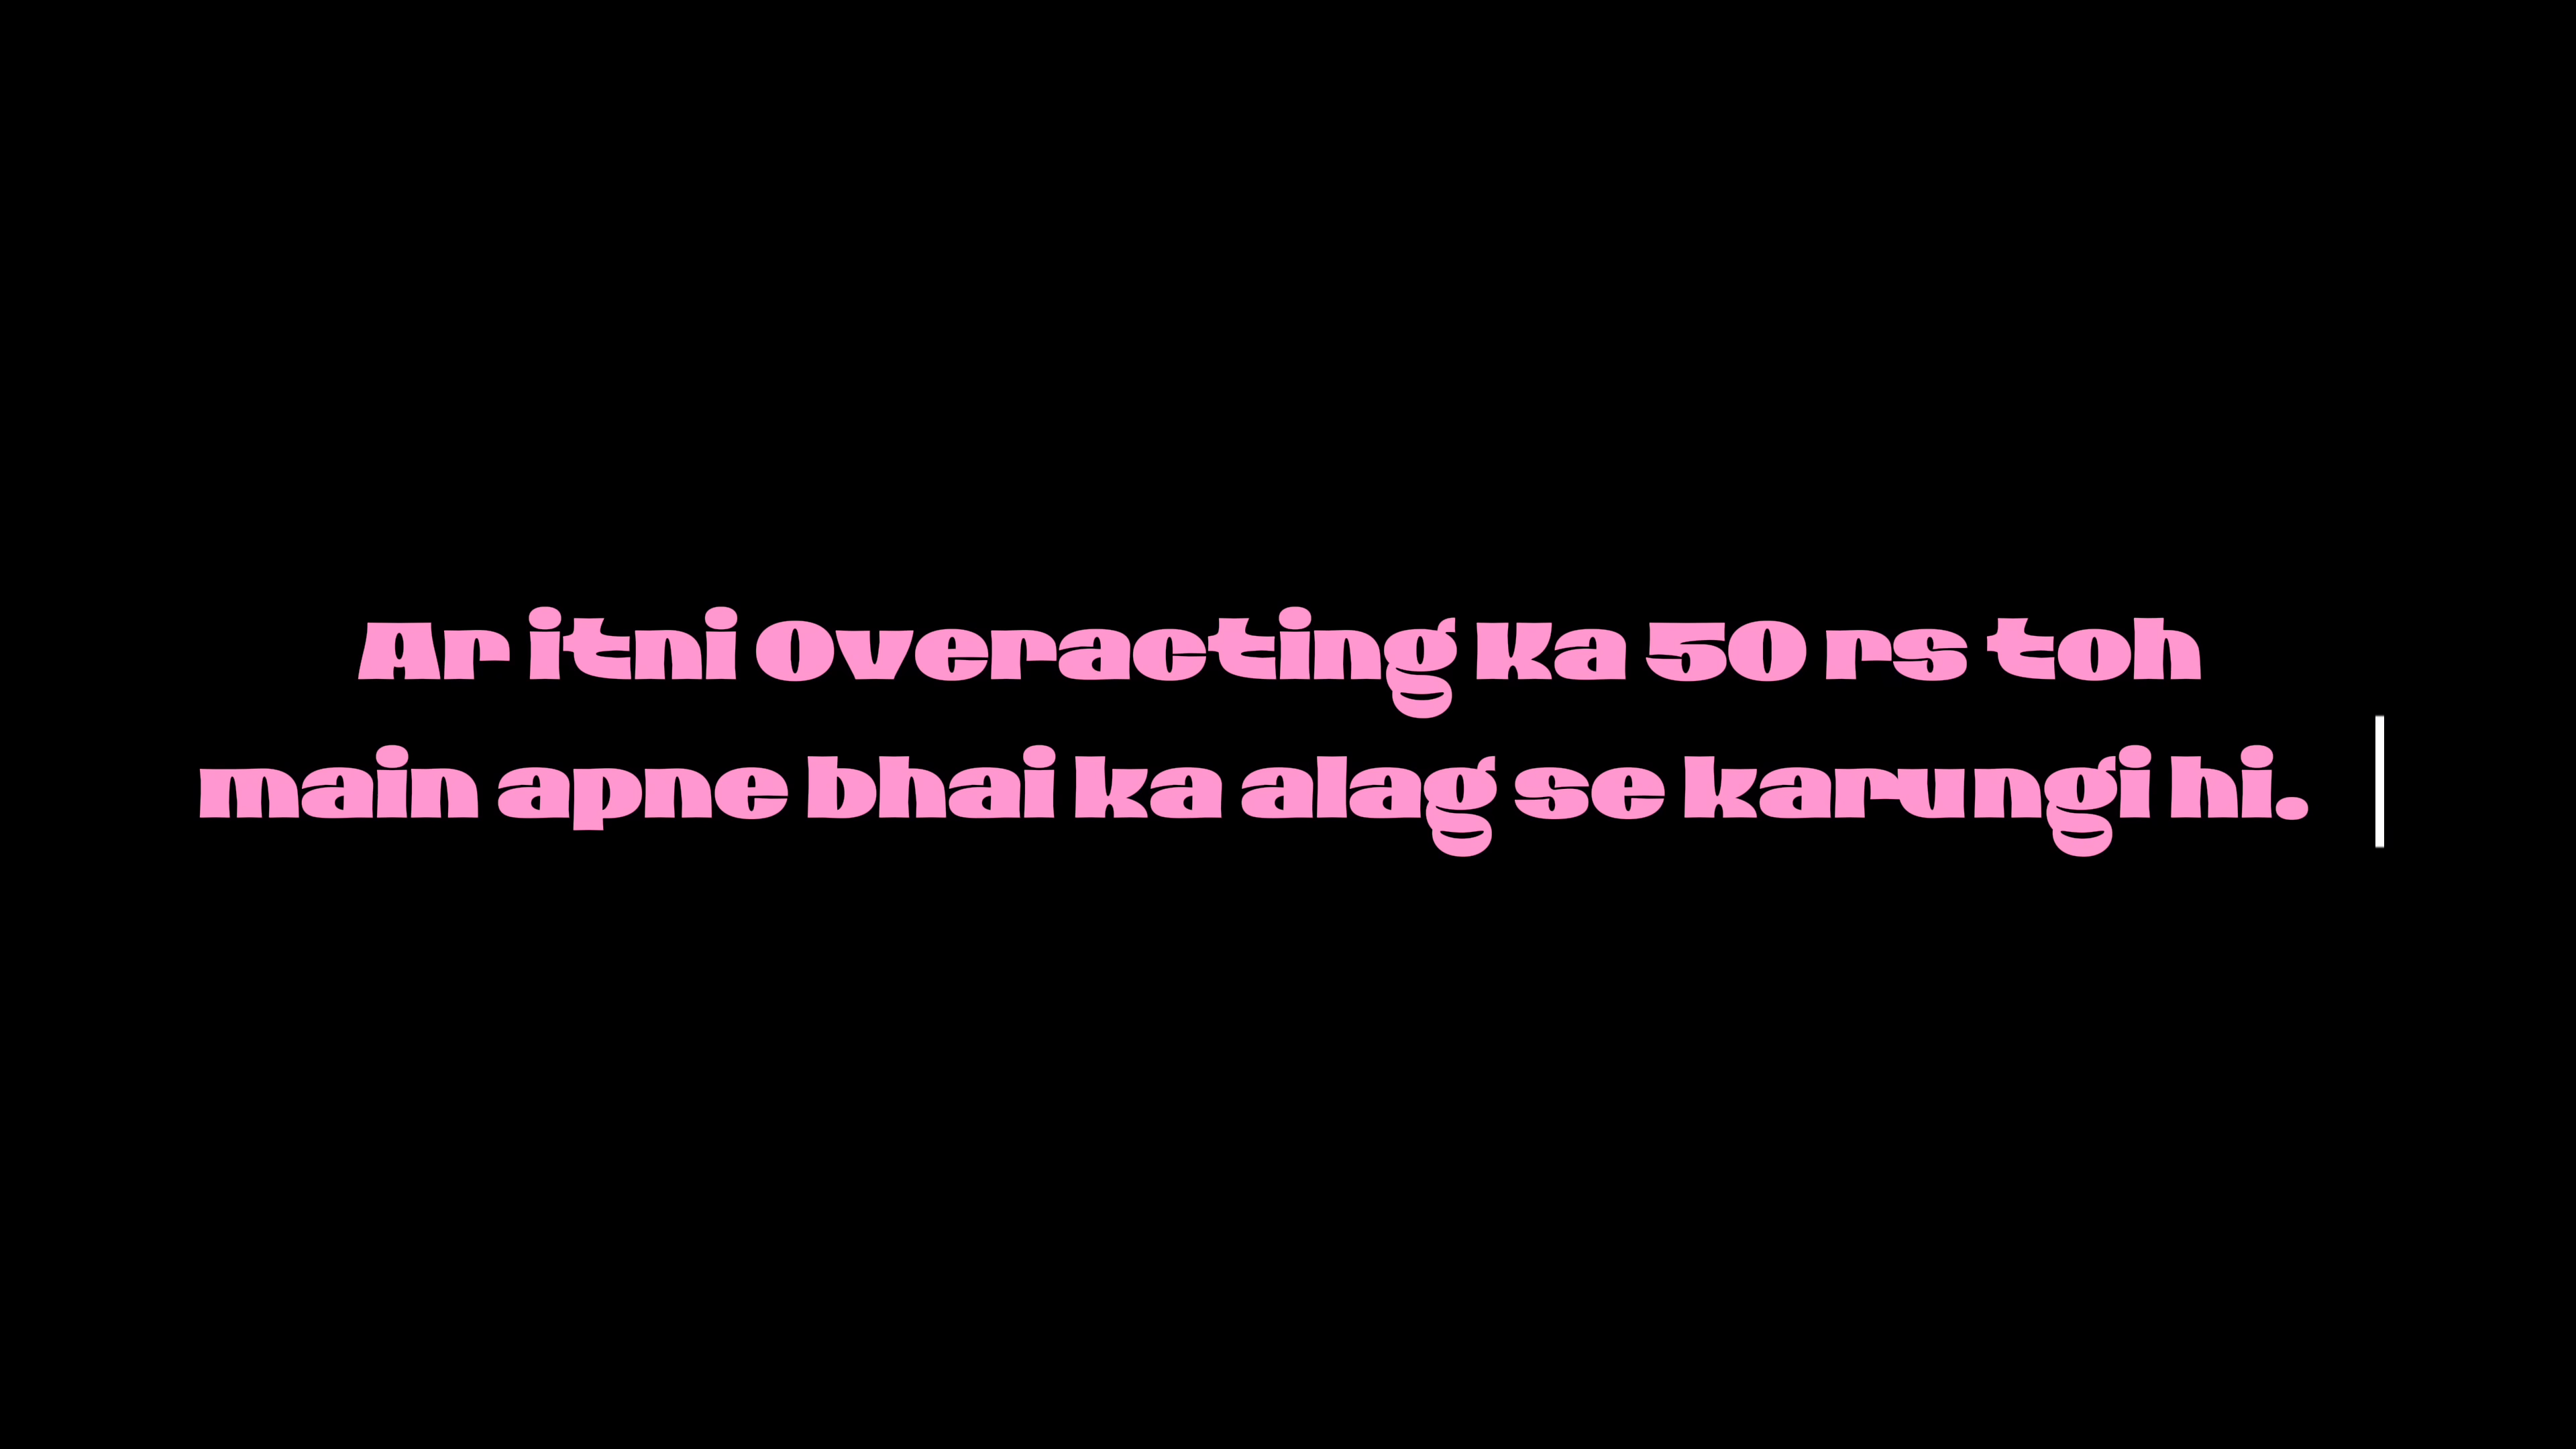 Ar itni Overacting Ka 50 rs toh
main apne bhai ka alag se karungi hi.